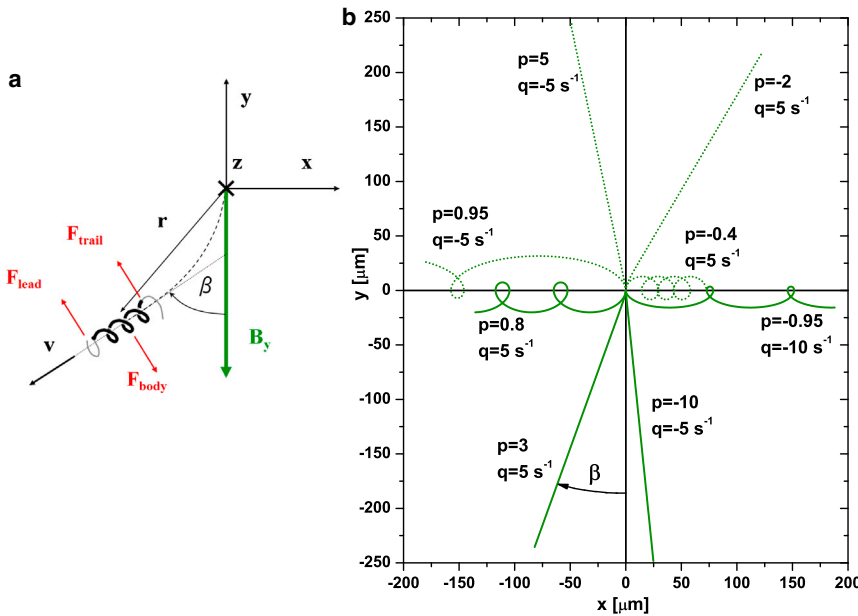 a
y
z
x
r
F_trail
F_lead
β
v
B_y
F_body
b
250
200
150
100
50
0
-50
-100
-150
-200
-250
y [µm]
-200 -150 -100 -50 0 50 100 150 200
x [µm]
p=5
q=-5 s⁻¹
p=-2
q=5 s⁻¹
p=0.95
q=-5 s⁻¹
p=-0.4
q=5 s⁻¹
p=0.8
q=5 s⁻¹
p=-0.95
q=-10 s⁻¹
p=-10
q=-5 s⁻¹
p=3
q=5 s⁻¹
β